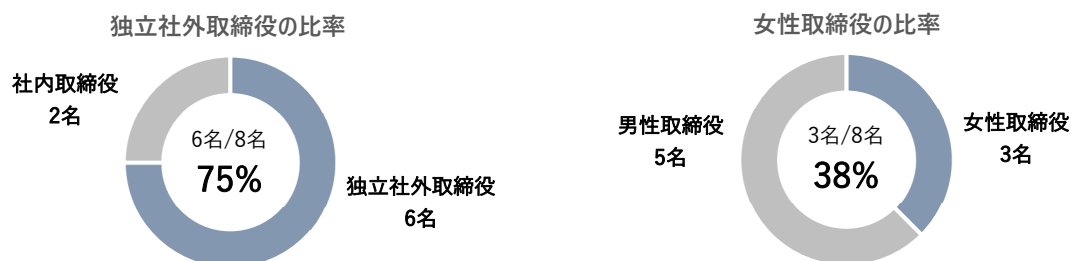 独立社外取締役の比率
社内取締役
2名
6名/8名
75%
独立社外取締役
6名
女性取締役の比率
男性取締役
5名
3名/8名
38%
女性取締役
3名